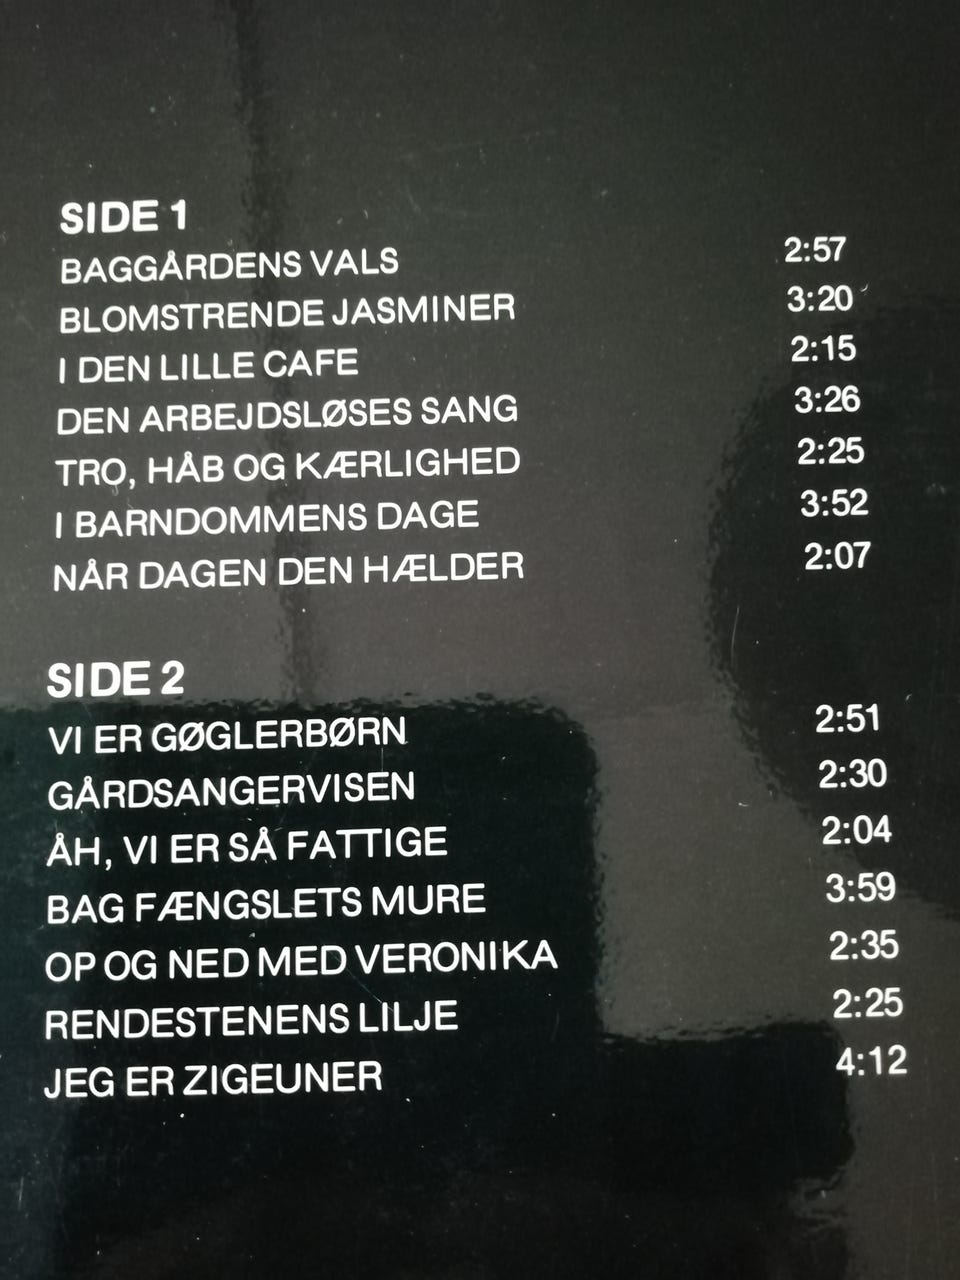 SIDE 1
BAGGÅRDENS VALS 2:57
BLOMSTRENDE JASMINER 3:20
I DEN LILLE CAFE 2:15
DEN ARBEJDSLØSES SANG 3:26
TRO, HÅB OG KÆRLIGHED 2:25
I BARNDOMMENS DAGE 3:52
NÅR DAGEN DEN HÆLDER 2:07
SIDE 2
VI ER GØGLERBØRN 2:51
GÅRDSANGERVISEN 2:30
ÅH, VI ER SÅ FATTIGE 2:04
BAG FÆNGSLETS MURE 3:59
OP OG NED MED VERONIKA 2:35
RENDESTENENS LILJE 2:25
JEG ER ZIGEUNER 4:12